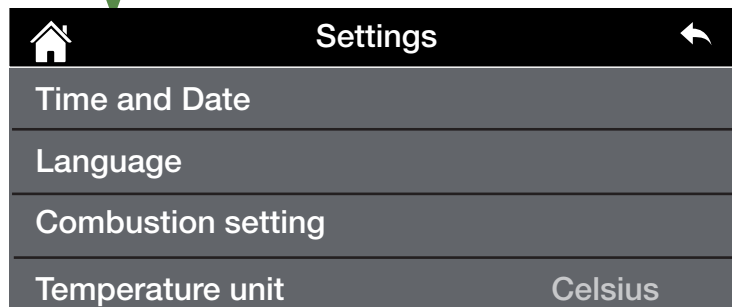 Settings
Time and Date
Language
Combustion setting
Temperature unit Celsius